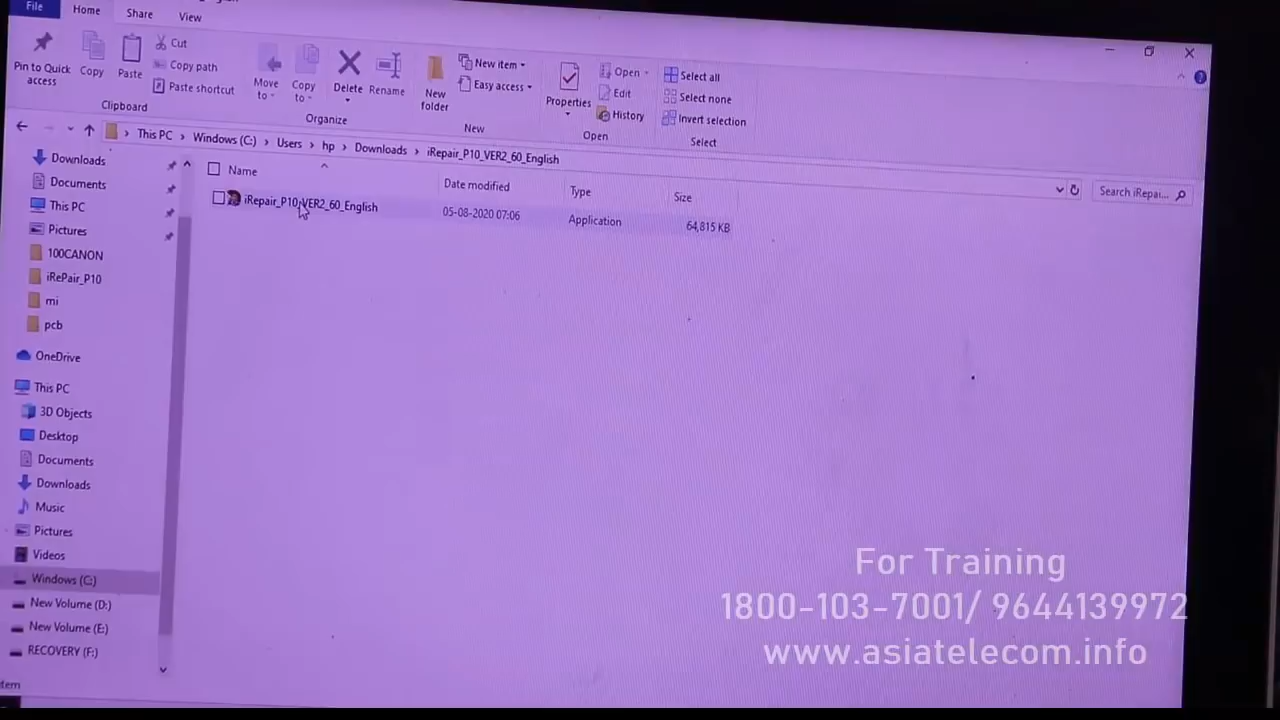 File
Home
Share
View
Pin to Quick
access
Copy
Paste
Cut
Copy path
Paste shortcut
Clipboard
Move
to
Copy
to
Delete
Rename
Organize
New
folder
New item
Easy access
New
Properties
Open
Edit
History
Open
Select all
Select none
Invert selection
Select
This PC > Windows (C:) > Users > hp > Downloads > iRepair_P10_VER2_60_English
Search iRepai...
Name
Date modified
Type
Size
iRepair_P10_VER2_60_English
05-08-2020 07:06
Application
64,815 KB
Downloads
Documents
This PC
Pictures
100CANON
iRePair_P10
mi
pcb
OneDrive
This PC
3D Objects
Desktop
Documents
Downloads
Music
Pictures
Videos
Windows (C:)
New Volume (D:)
New Volume (E:)
RECOVERY (F:)
For Training
1800-103-7001/ 9644139972
www.asiatelecom.info